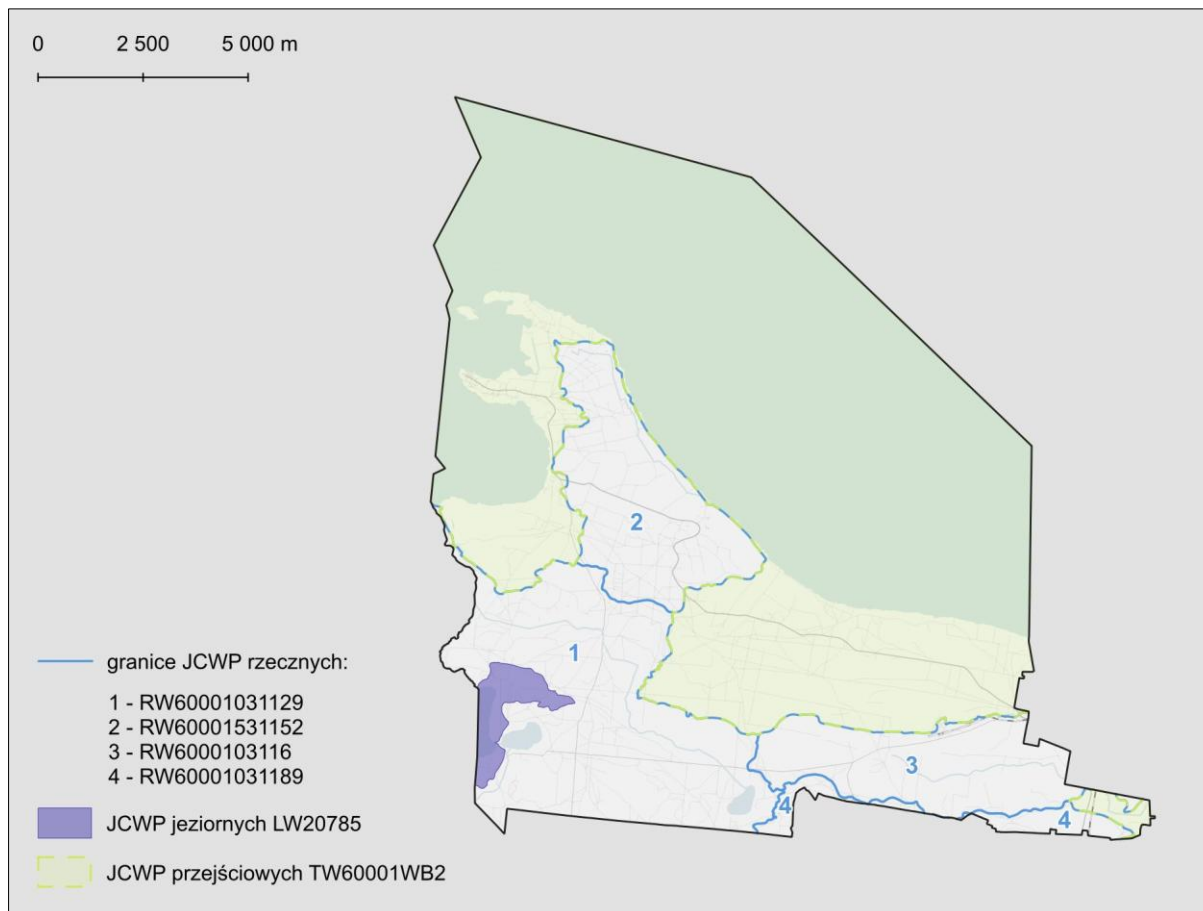 0 2 500 5 000 m
2
1
3
4
4
granice JCWP rzecznych:
1 - RW60001031129
2 - RW60001531152
3 - RW6000103116
4 - RW60001031189
JCWP jeziornych LW20785
JCWP przejściowych TW60001WB2